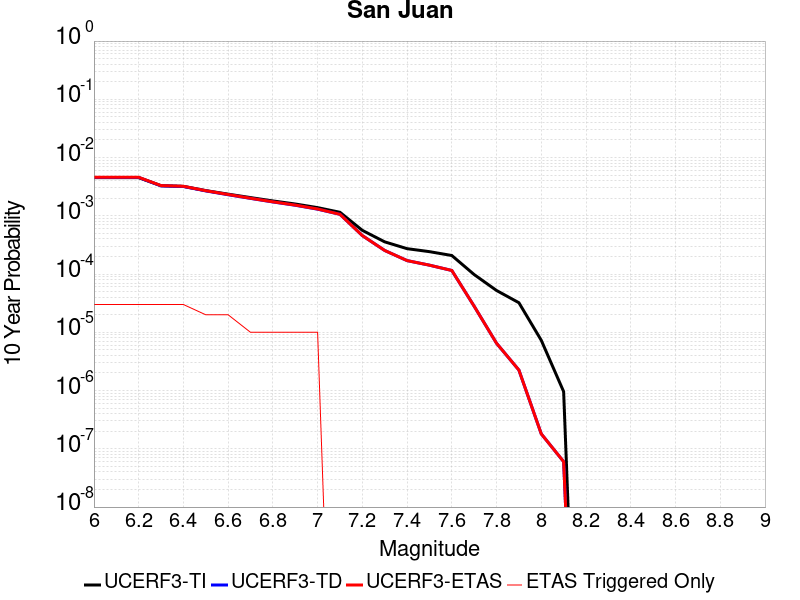 San Juan
10^0
10^-1
10^-2
10^-3
10^-4
10^-5
10^-6
10^-7
10^-8
10 Year Probability
6 6.2 6.4 6.6 6.8 7 7.2 7.4 7.6 7.8 8 8.2 8.4 8.6 8.8 9
Magnitude
UCERF3-TI UCERF3-TD UCERF3-ETAS ETAS Triggered Only